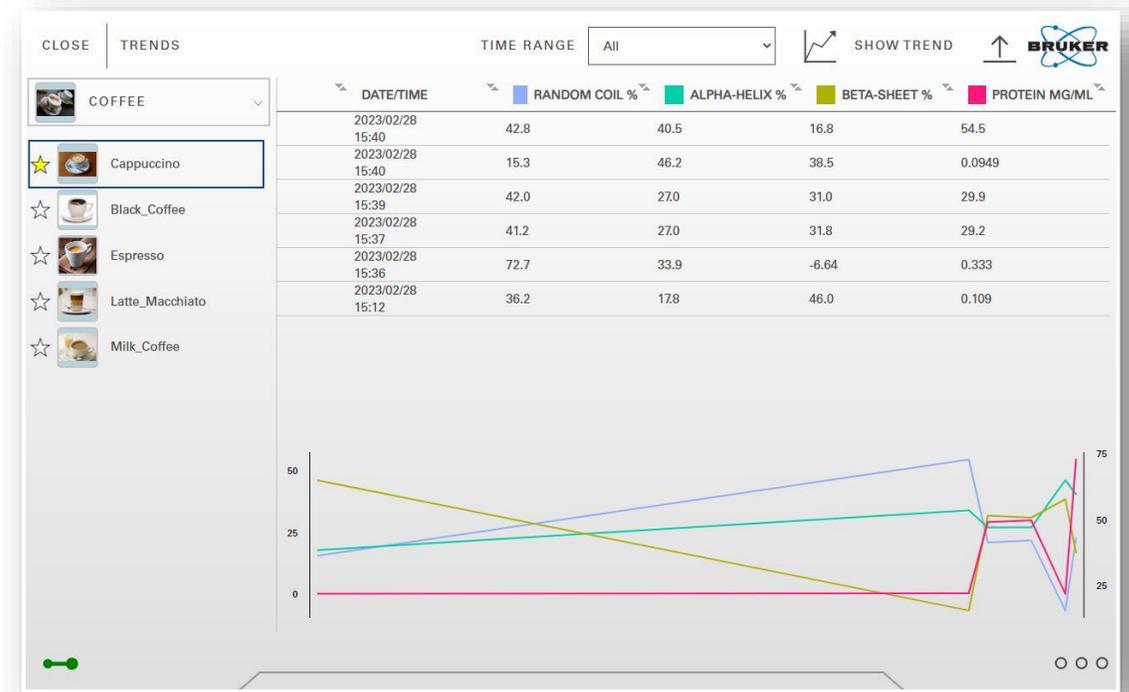 CLOSE TRENDS TIME RANGE All SHOW TREND BRUKER
COFFEE
DATE/TIME RANDOM COIL % ALPHA-HELIX % BETA-SHEET % PROTEIN MG/ML
2023/02/28
15:40
42.8 40.5 16.8 54.5
2023/02/28
15:40
15.3 46.2 38.5 0.0949
2023/02/28
15:39
42.0 27.0 31.0 29.9
2023/02/28
15:37
41.2 27.0 31.8 29.2
2023/02/28
15:36
72.7 33.9 -6.64 0.333
2023/02/28
15:12
36.2 17.8 46.0 0.109
Cappuccino
Black_Coffee
Espresso
Latte_Macchiato
Milk_Coffee
50
25
0
75
50
25